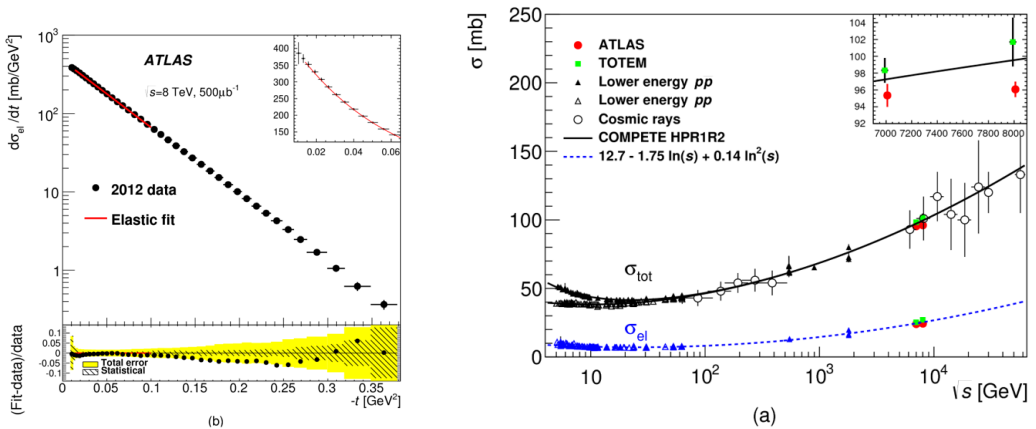 dσel/dt [mb/GeV²]
10³
10²
10
1
ATLAS
√s=8 TeV, 500μb⁻¹
2012 data
Elastic fit
400
350
300
250
200
150
0.02 0.04 0.06
(Fit-data)/data
0.1
0.05
0
-0.05
-0.1
Total error
Statistical
0 0.05 0.1 0.15 0.2 0.25 0.3 0.35
-t [GeV²]
(b)
σ [mb]
250
200
150
100
50
0
ATLAS
TOTEM
Lower energy pp
Lower energy pp
Cosmic rays
COMPETE HPR1R2
12.7 - 1.75 ln(s) + 0.14 ln²(s)
104
102
100
98
96
94
92
7000 7200 7400 7600 7800 8000
σtot
σel
10 10² 10³ 10⁴
√s [GeV]
(a)